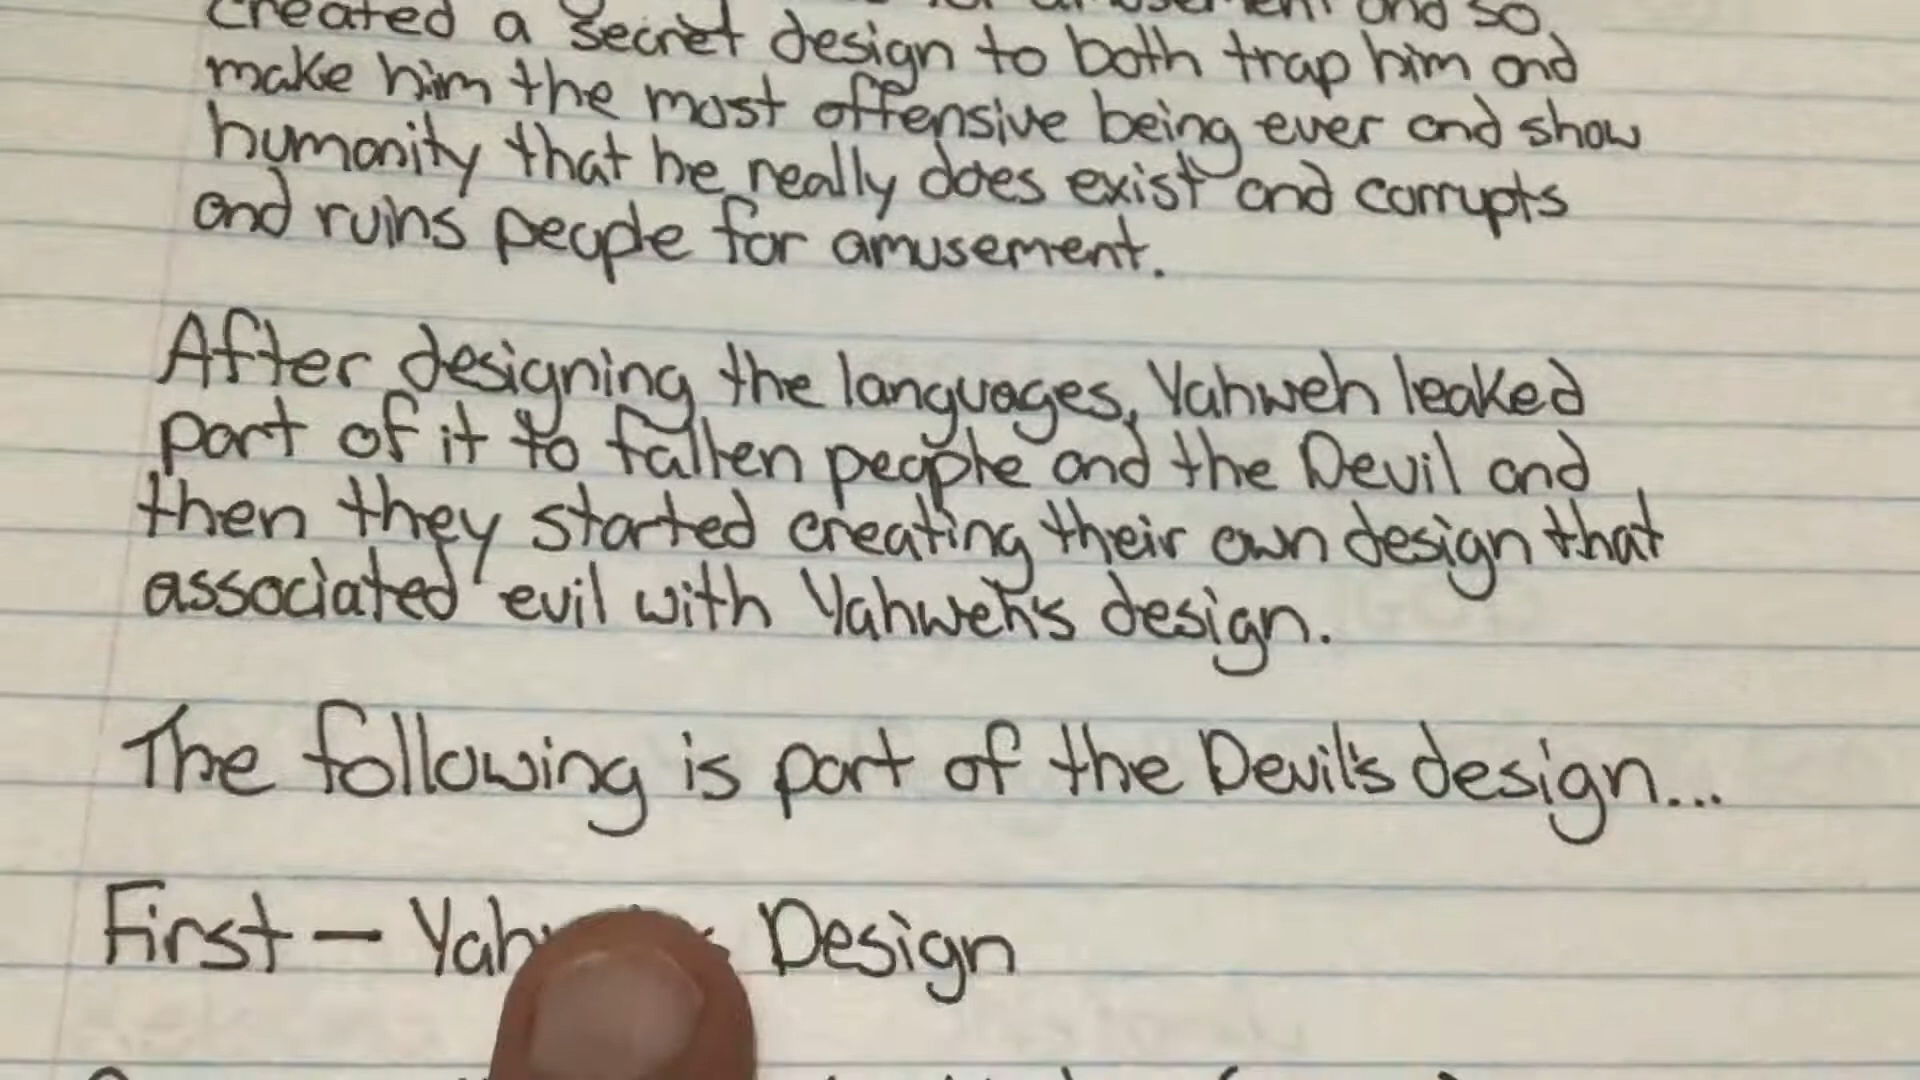 created a secret design to both trap him and
make him the most offensive being ever and show
humanity that he really does exist and corrupts
and ruins people for amusement.
After designing the languages, Yahweh leaked
part of it to fallen people and the Devil and
then they started creating their own design that
associated evil with Yahweh's design.
The following is part of the Devil's design...
First — Design